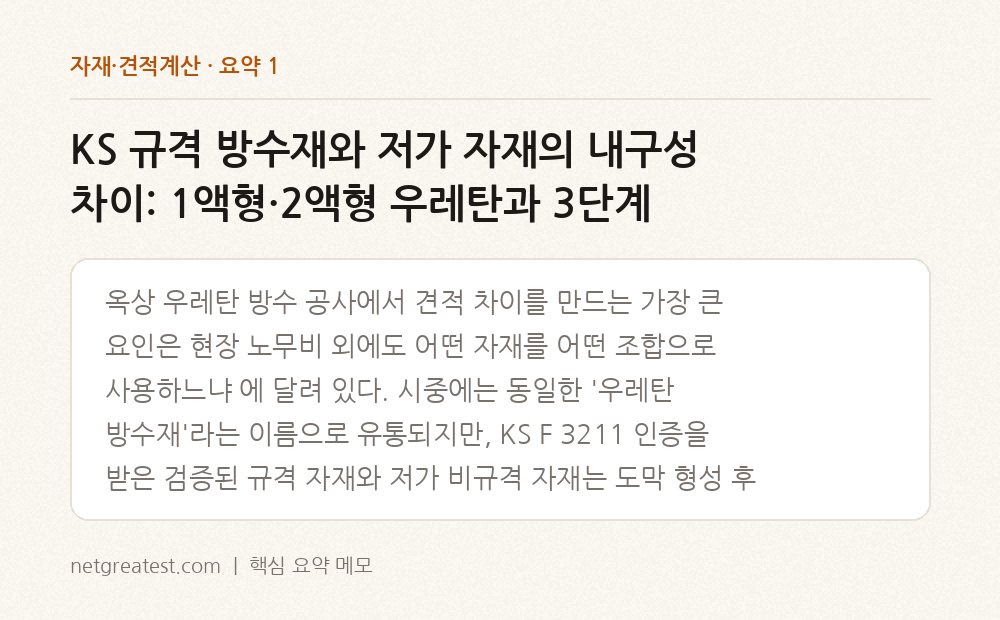 자재·견적계산 · 요약 1
KS 규격 방수재와 저가 자재의 내구성
차이: 1액형·2액형 우레탄과 3단계
옥상 우레탄 방수 공사에서 견적 차이를 만드는 가장 큰
요인은 현장 노무비 외에도 어떤 자재를 어떤 조합으로
사용하느냐 에 달려 있다. 시중에는 동일한 '우레탄
방수재'라는 이름으로 유통되지만, KS F 3211 인증을
받은 검증된 규격 자재와 저가 비규격 자재는 도막 형성 후
netgreatest.com | 핵심 요약 메모